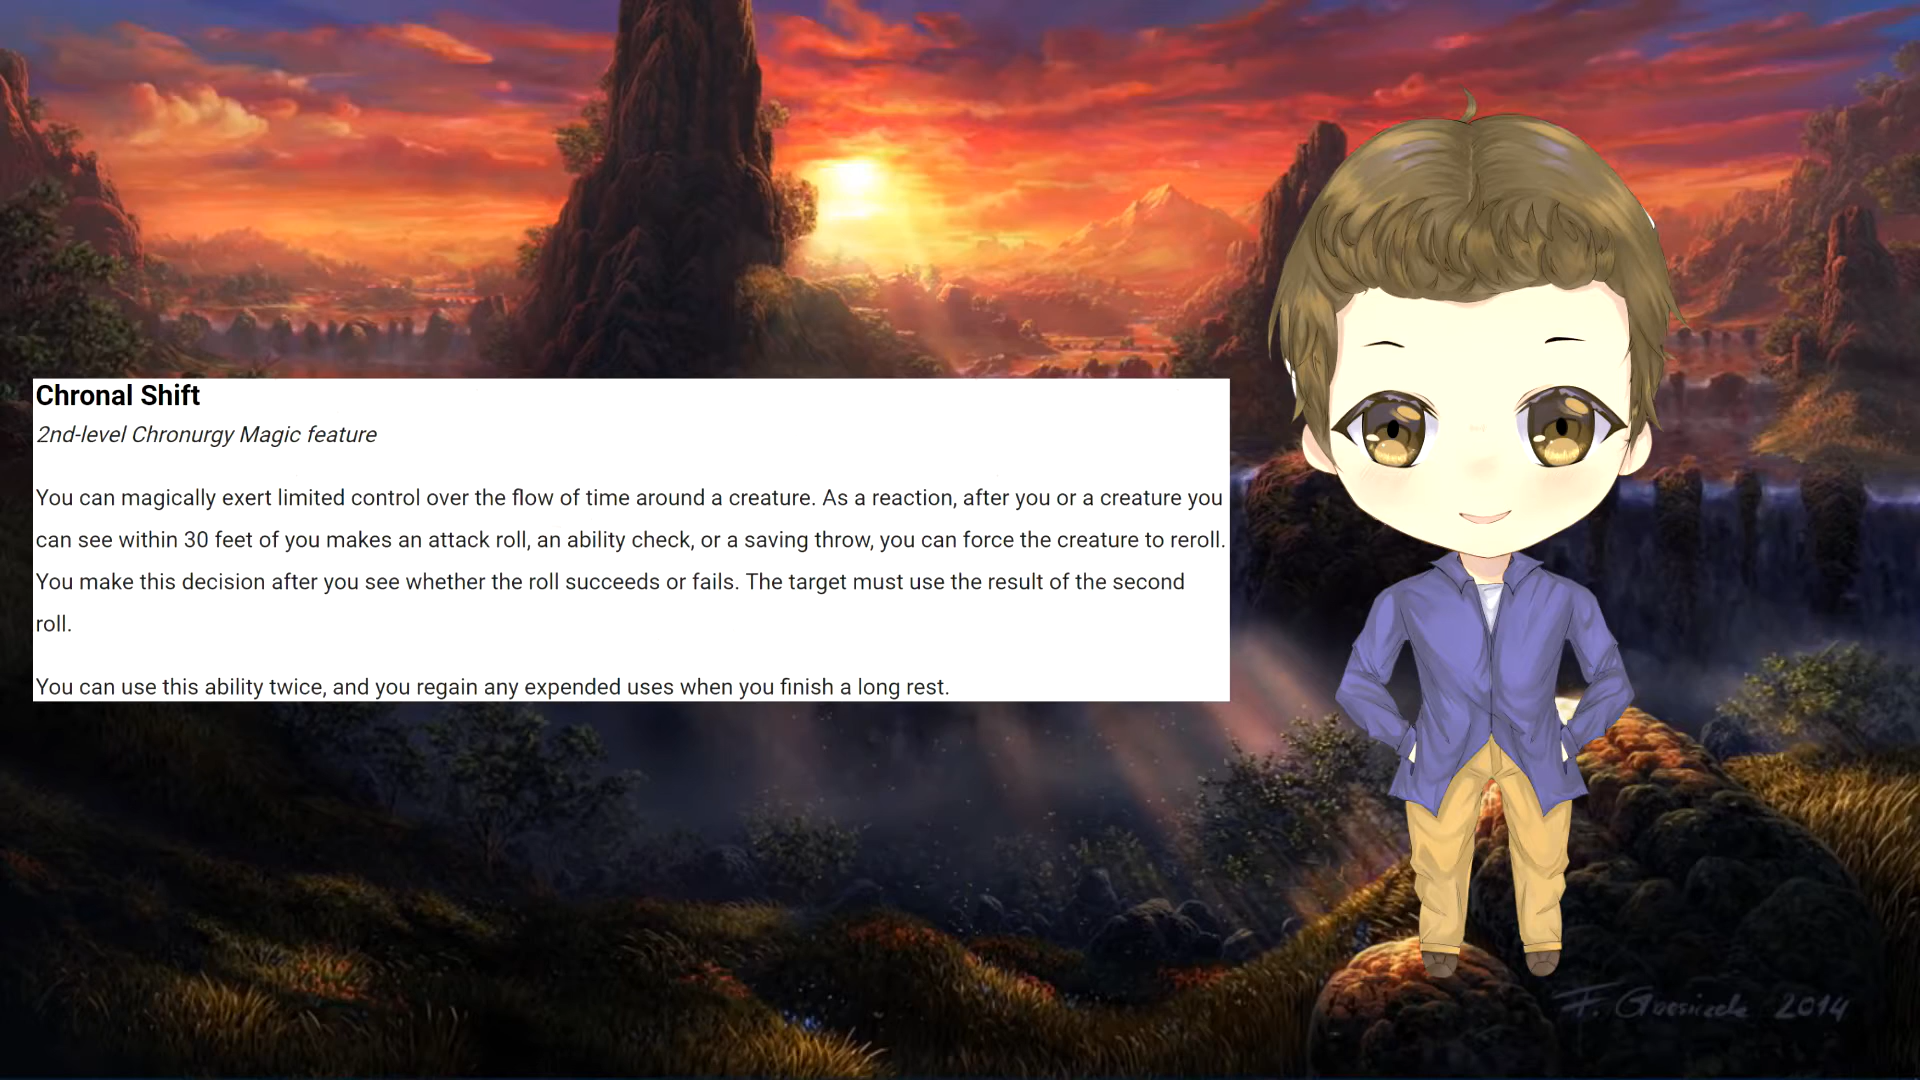 Chronal Shift
2nd-level Chronurgy Magic feature
You can magically exert limited control over the flow of time around a creature. As a reaction, after you or a creature you
can see within 30 feet of you makes an attack roll, an ability check, or a saving throw, you can force the creature to reroll.
You make this decision after you see whether the roll succeeds or fails. The target must use the result of the second
roll.
You can use this ability twice, and you regain any expended uses when you finish a long rest.
F. 2014